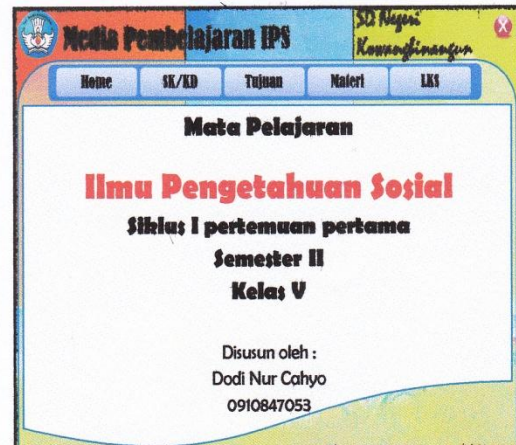 Media Pembelajaran IPS
SD Negeri
Kowangbinangun
Home SK/KD Tujuan Materi LKS
Mata Pelajaran
Ilmu Pengetahuan Sosial
Siklus I pertemuan pertama
Semester II
Kelas V
Disusun oleh :
Dodi Nur Cahyo
0910847053